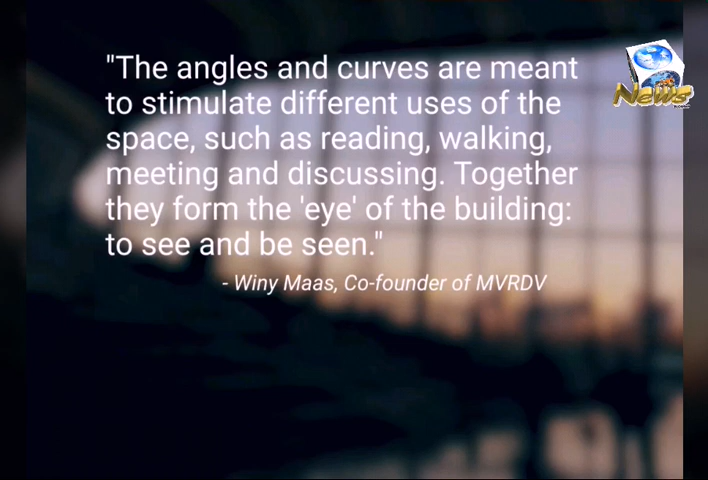 "The angles and curves are meant
to stimulate different uses of the
space, such as reading, walking,
meeting and discussing. Together
they form the 'eye' of the building:
to see and be seen."
- Winy Maas, Co-founder of MVRDV
News